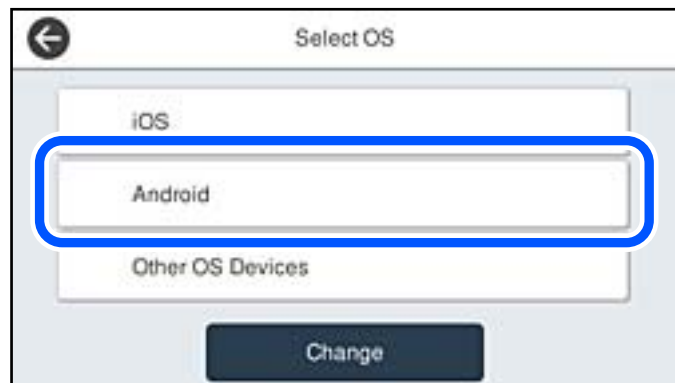 Select OS
iOS
Android
Other OS Devices
Change